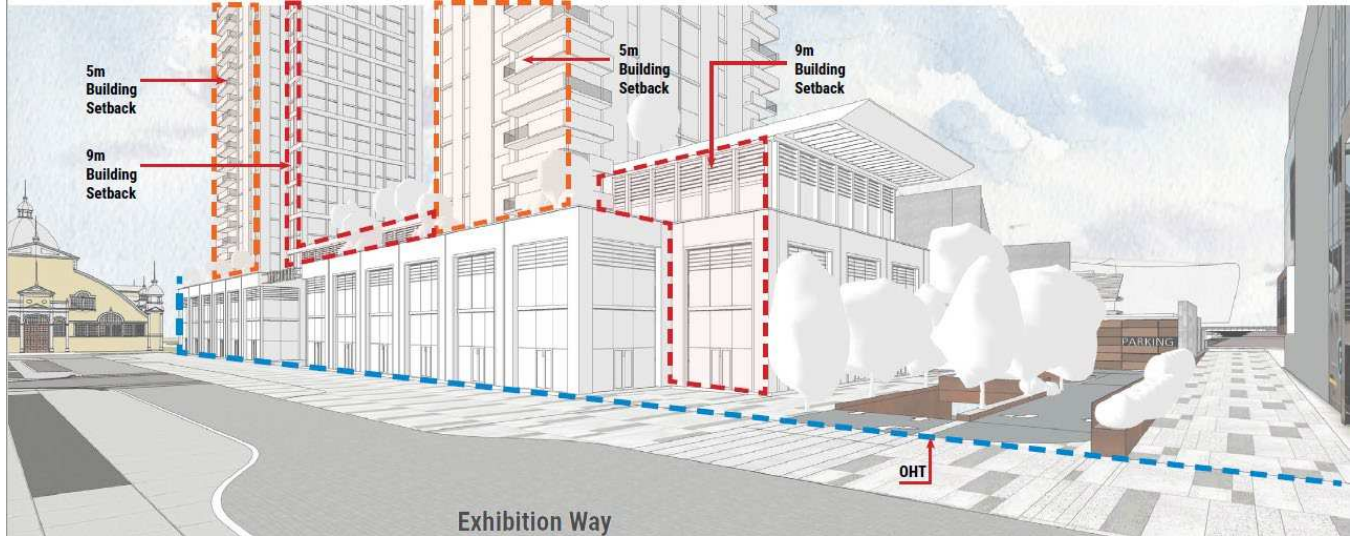 5m
Building
Setback
9m
Building
Setback
5m
Building
Setback
9m
Building
Setback
PARKING
OHT
Exhibition Way